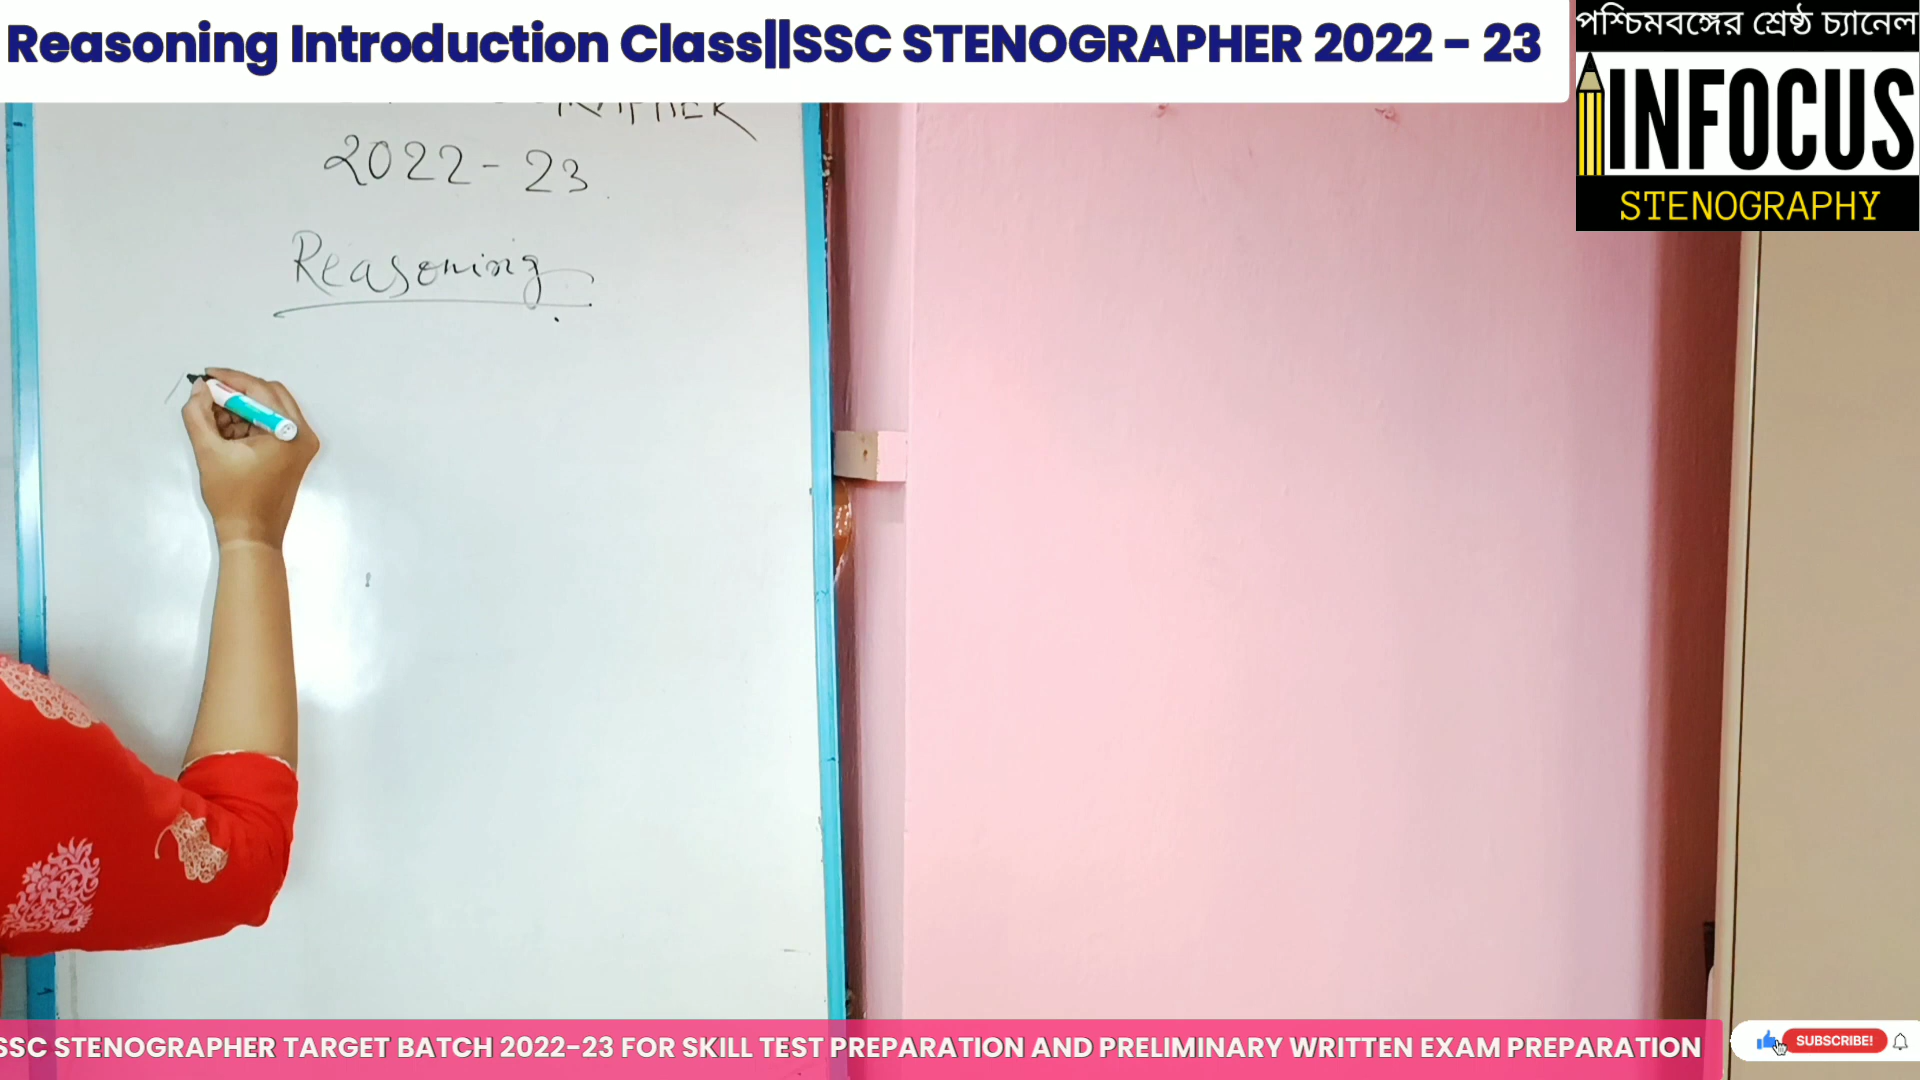 Reasoning Introduction Class||SSC STENOGRAPHER 2022 - 23
পশ্চিমবঙ্গের শ্রেষ্ঠ চ্যানেল
INFOCUS
STENOGRAPHY
2022-23
Reasoning
SSC STENOGRAPHER TARGET BATCH 2022-23 FOR SKILL TEST PREPARATION AND PRELIMINARY WRITTEN EXAM PREPARATION
SUBSCRIBE!